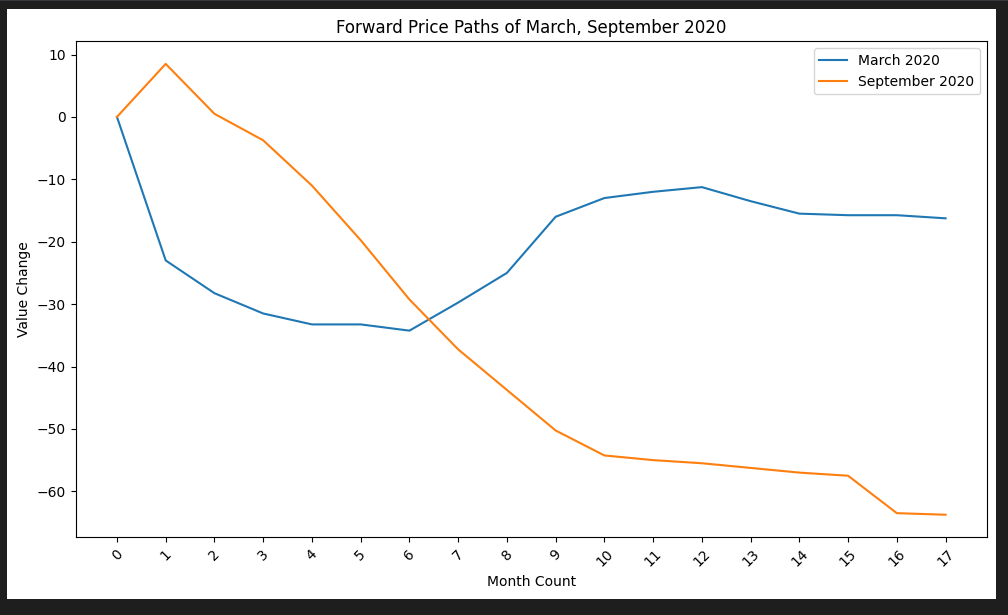 Forward Price Paths of March, September 2020
March 2020
September 2020
10
0
−10
−20
−30
−40
−50
−60
Value Change
0 1 2 3 4 5 6 7 8 9 10 11 12 13 14 15 16 17
Month Count